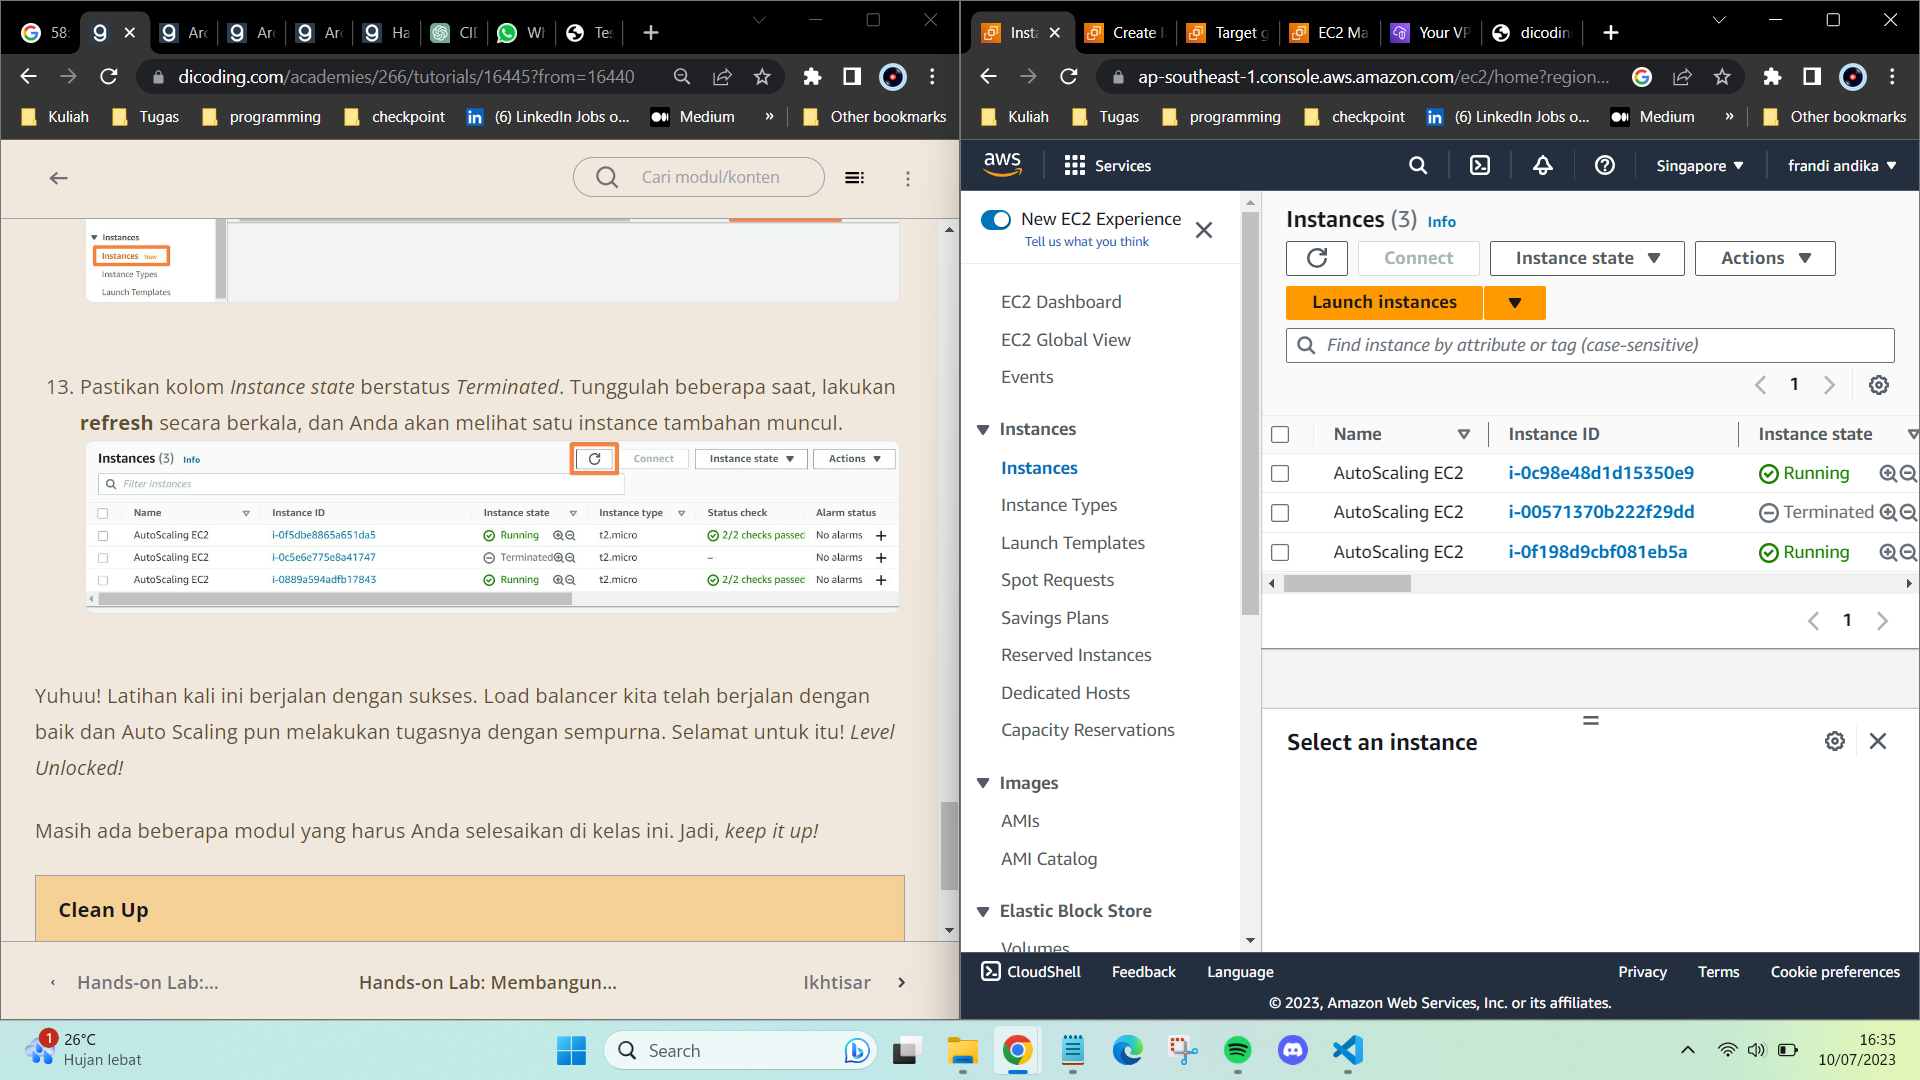 58:
Arc
Ar
Arc
Ha
CI
Wh
Tes
dicoding.com/academies/266/tutorials/16445?from=16440
Kuliah
Tugas
programming
checkpoint
(6) LinkedIn Jobs o...
Medium
»
Other bookmarks
Cari modul/konten
Instances
Instances New
Instance Types
Launch Templates
13. Pastikan kolom Instance state berstatus Terminated. Tunggulah beberapa saat, lakukan
refresh secara berkala, dan Anda akan melihat satu instance tambahan muncul.
Instances (3) Info
Connect
Instance state
Actions
Filter instances
Name Instance ID Instance state Instance type Status check Alarm status
AutoScaling EC2 i-0f5dbe8865a651da5 Running t2.micro 2/2 checks passed No alarms +
AutoScaling EC2 i-0c5e6e775e8a41747 Terminated t2.micro – No alarms +
AutoScaling EC2 i-0889a594adfb17843 Running t2.micro 2/2 checks passed No alarms +
Yuhuu! Latihan kali ini berjalan dengan sukses. Load balancer kita telah berjalan dengan
baik dan Auto Scaling pun melakukan tugasnya dengan sempurna. Selamat untuk itu! Level
Unlocked!
Masih ada beberapa modul yang harus Anda selesaikan di kelas ini. Jadi, keep it up!
Clean Up
Hands-on Lab:...
Hands-on Lab: Membangun...
Ikhtisar
Insta
Create l
Target g
EC2 Ma
Your VP
dicodin
ap-southeast-1.console.aws.amazon.com/ec2/home?region...
Kuliah
Tugas
programming
checkpoint
(6) LinkedIn Jobs o...
Medium
»
Other bookmarks
aws
Services
Singapore
frandi andika
New EC2 Experience
Tell us what you think
EC2 Dashboard
EC2 Global View
Events
Instances
Instances
Instance Types
Launch Templates
Spot Requests
Savings Plans
Reserved Instances
Dedicated Hosts
Capacity Reservations
Images
AMIs
AMI Catalog
Elastic Block Store
Volumes
Instances (3) Info
Connect
Instance state
Actions
Launch instances
Find instance by attribute or tag (case-sensitive)
1
Name Instance ID Instance state
AutoScaling EC2 i-0c98e48d1d15350e9 Running
AutoScaling EC2 i-00571370b222f29dd Terminated
AutoScaling EC2 i-0f198d9cbf081eb5a Running
1
Select an instance
CloudShell
Feedback
Language
Privacy
Terms
Cookie preferences
© 2023, Amazon Web Services, Inc. or its affiliates.
1
26°C
Hujan lebat
Search
16:35
10/07/2023